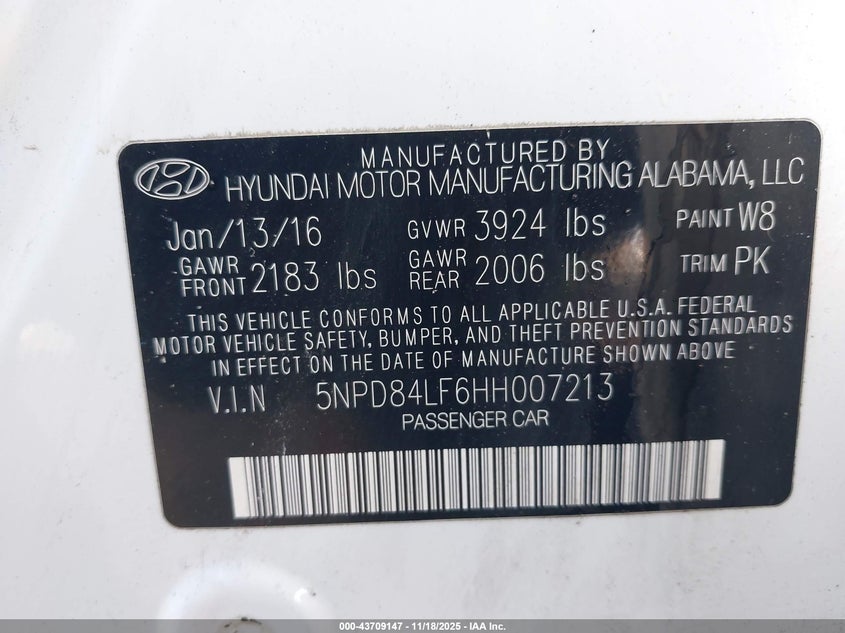 MANUFACTURED BY
HYUNDAI MOTOR MANUFACTURING ALABAMA, LLC
Jan/13/16 GVWR 3924 lbs PAINT W8
GAWR FRONT 2183 lbs GAWR REAR 2006 lbs TRIM PK
THIS VEHICLE CONFORMS TO ALL APPLICABLE U.S.A. FEDERAL
MOTOR VEHICLE SAFETY, BUMPER, AND THEFT PREVENTION STANDARDS
IN EFFECT ON THE DATE OF MANUFACTURE SHOWN ABOVE
V.I.N 5NPD84LF6HH007213
PASSENGER CAR
000-43709147 - 11/18/2025 - IAA Inc.